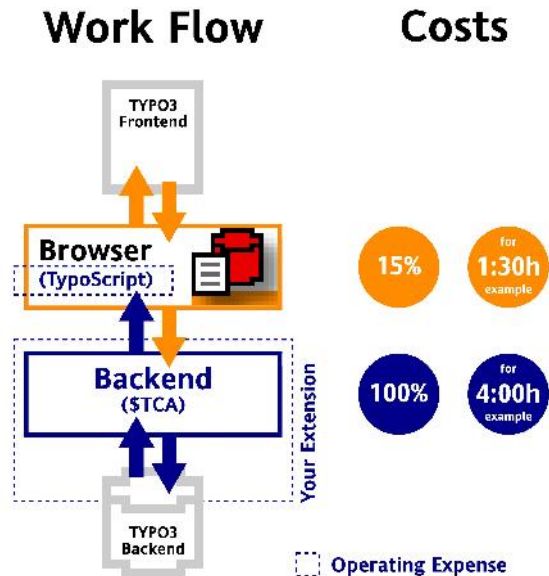 Work Flow
Costs
TYPO3
Frontend
Browser
(TypoScript)
15%
for
1:30h
example
Backend
($TCA)
Your Extension
100%
for
4:00h
example
TYPO3
Backend
Operating Expense